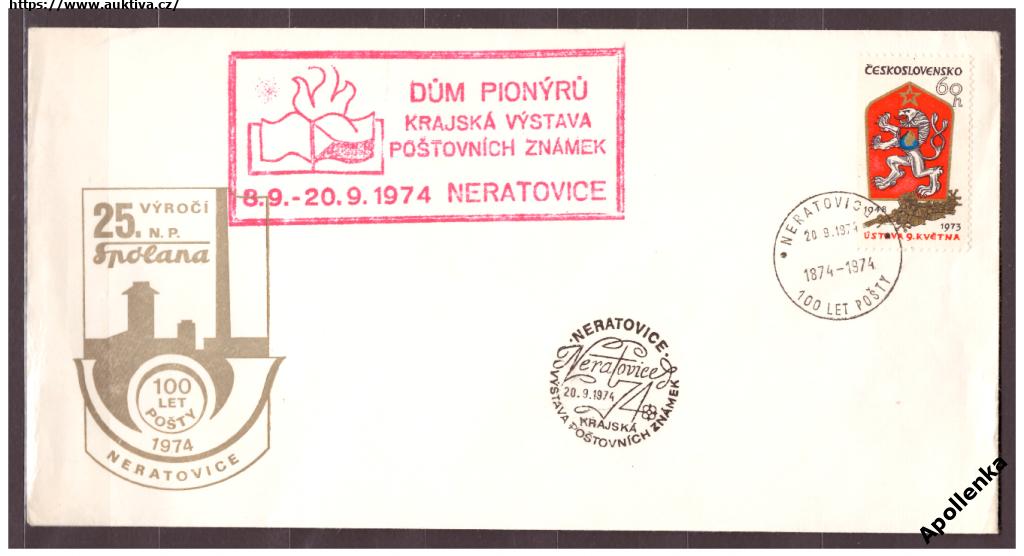 https://www.auktiva.cz/
DŮM PIONÝRŮ
KRAJSKÁ VÝSTAVA
POŠTOVNÍCH ZNÁMEK
8.9.-20.9.1974 NERATOVICE
ČESKOSLOVENSKO
60
h
1948
1973
ÚSTAVA 9. KVĚTNA
NERATOVICE
20 9.1974
1874-1974
100 LET POŠTY
25. VÝROČÍ
N.P.
Spolana
100
LET
POŠTY
1974
NERATOVICE
NERATOVICE
Neratovice
20.9.1974
74
KRAJSKÁ
VÝSTAVA POŠTOVNÍCH ZNÁMEK
Apollenka